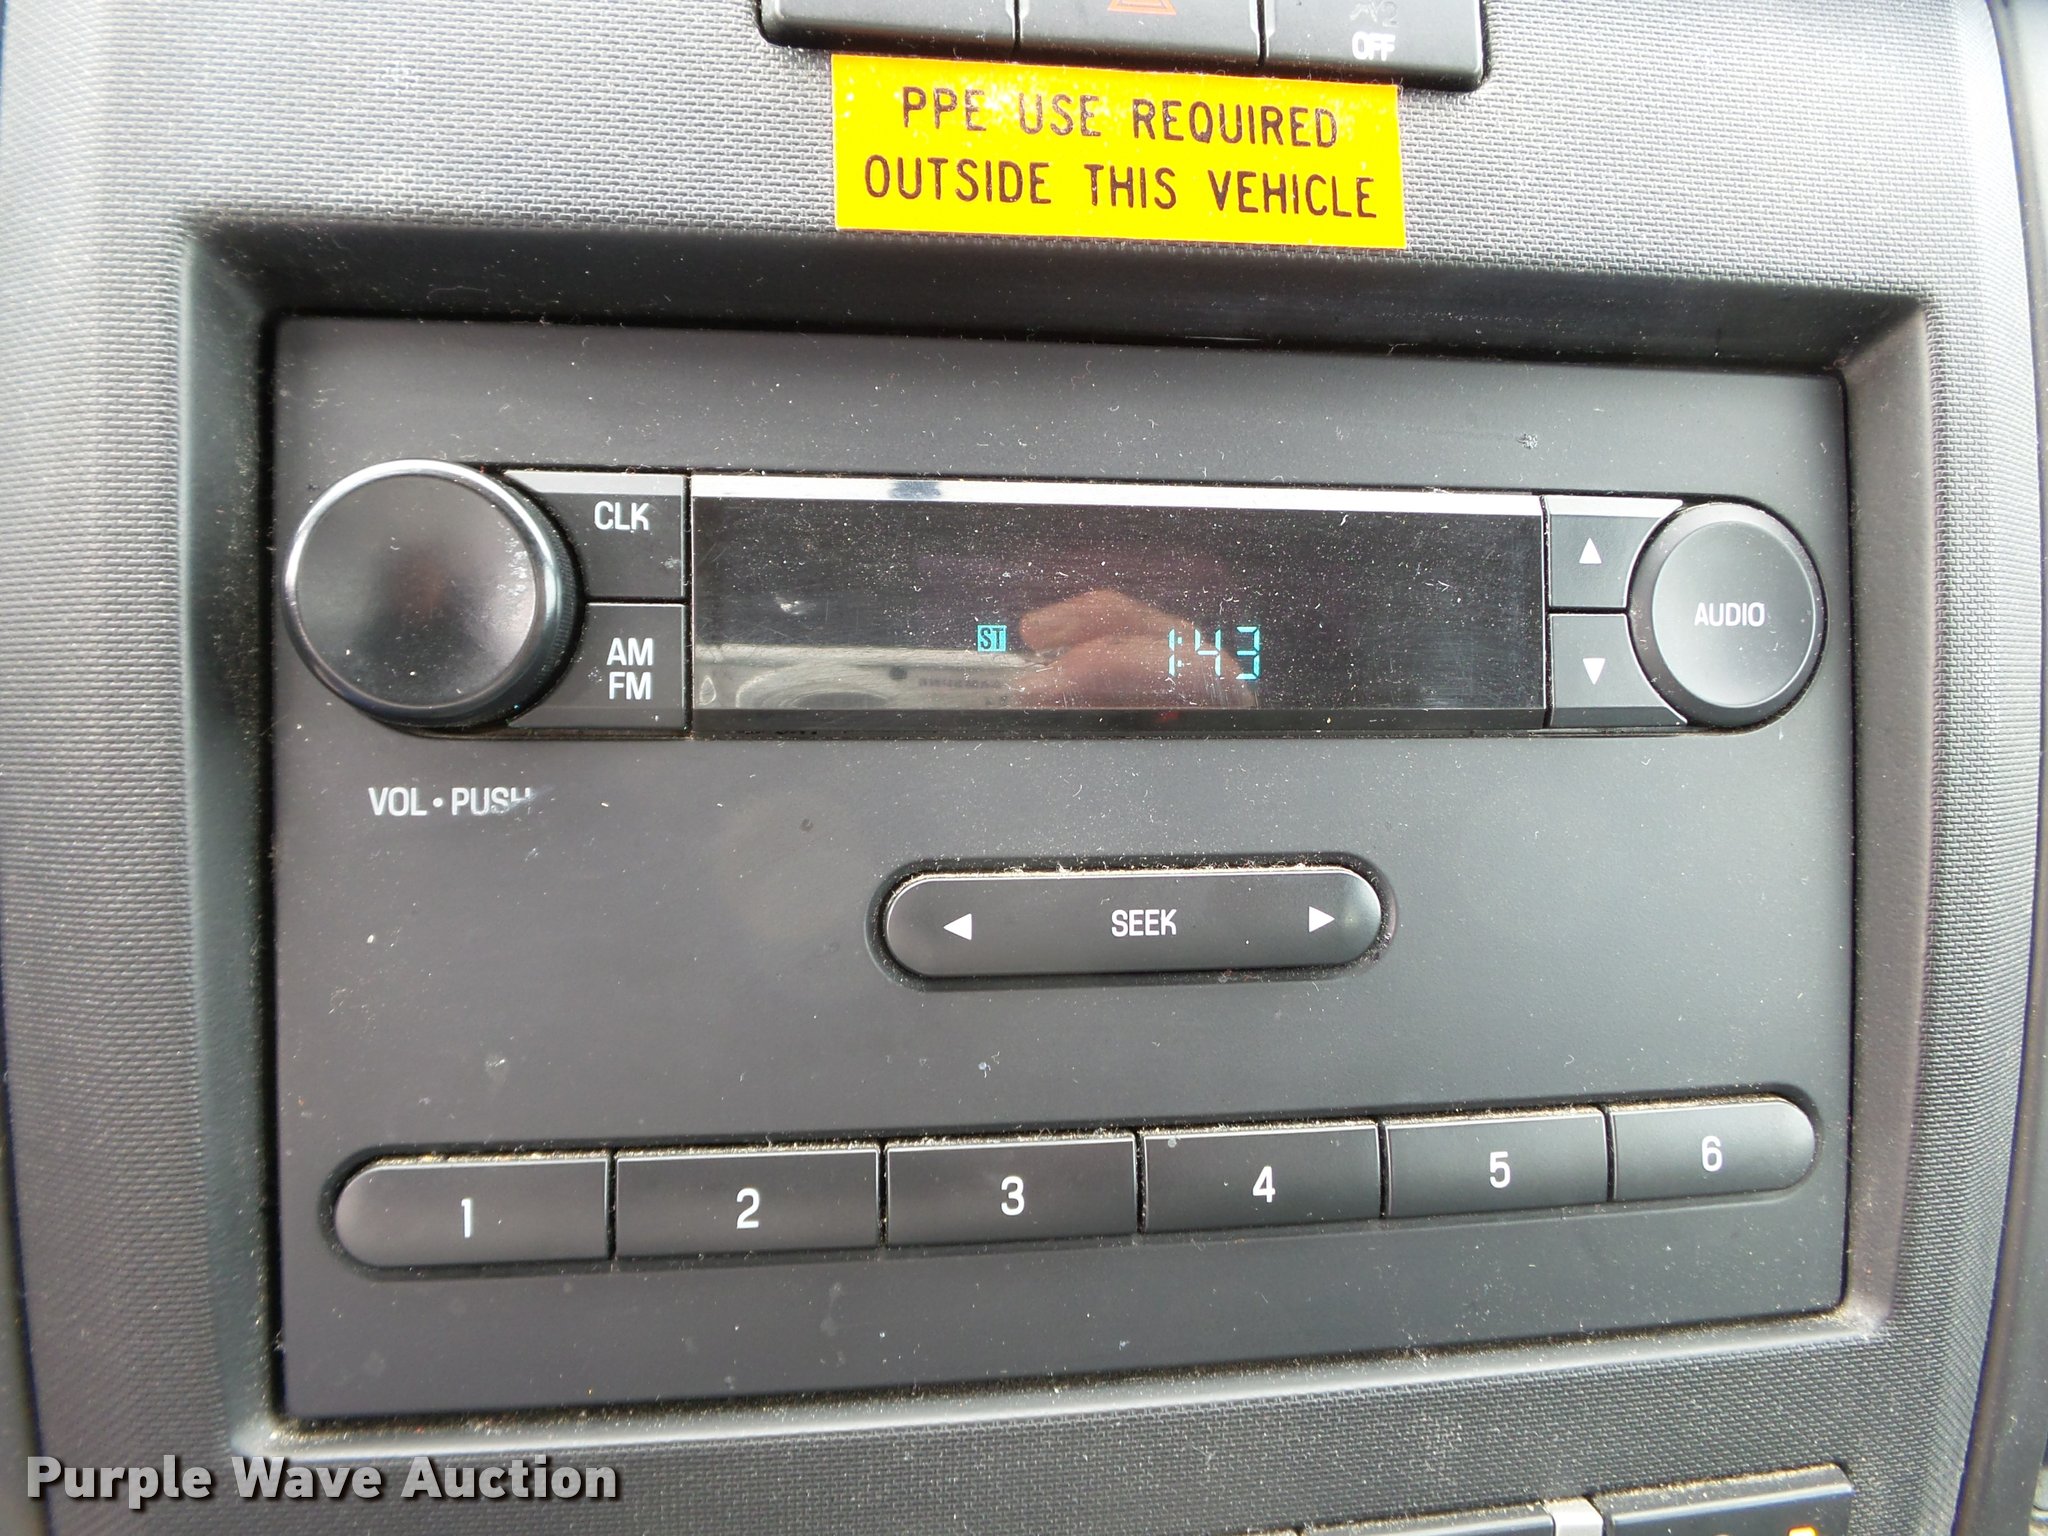 OFF
PPE USE REQUIRED
OUTSIDE THIS VEHICLE
CLK
AM
FM
ST
1:43
AUDIO
VOL • PUSH
SEEK
1 2 3 4 5 6
Purple Wave Auction